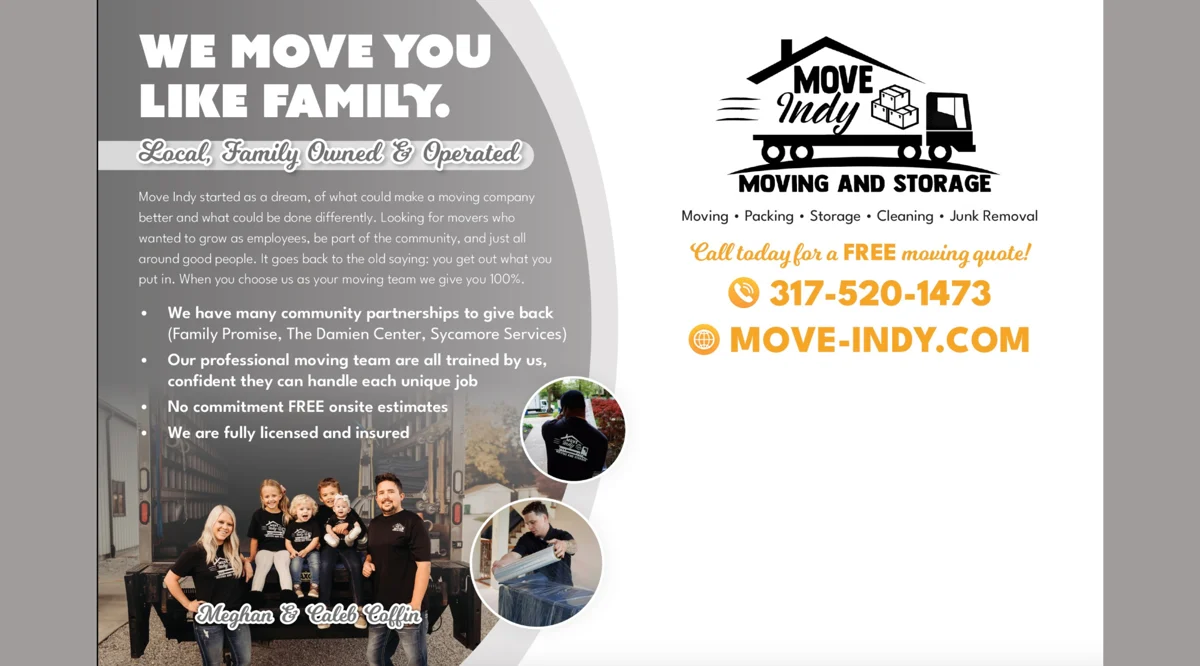 WE MOVE YOU
LIKE FAMILY.
Local, Family Owned & Operated
Move Indy started as a dream, of what could make a moving company
better and what could be done differently. Looking for movers who
wanted to grow as employees, be part of the community, and just all
around good people. It goes back to the old saying: you get out what you
put in. When you choose us as your moving team we give you 100%.
• We have many community partnerships to give back
(Family Promise, The Damien Center, Sycamore Services)
• Our professional moving team are all trained by us,
confident they can handle each unique job
• No commitment FREE onsite estimates
• We are fully licensed and insured
Meghan & Caleb Coffin
MOVE
Indy
MOVING AND STORAGE
Moving • Packing • Storage • Cleaning • Junk Removal
Call today for a FREE moving quote!
317-520-1473
MOVE-INDY.COM